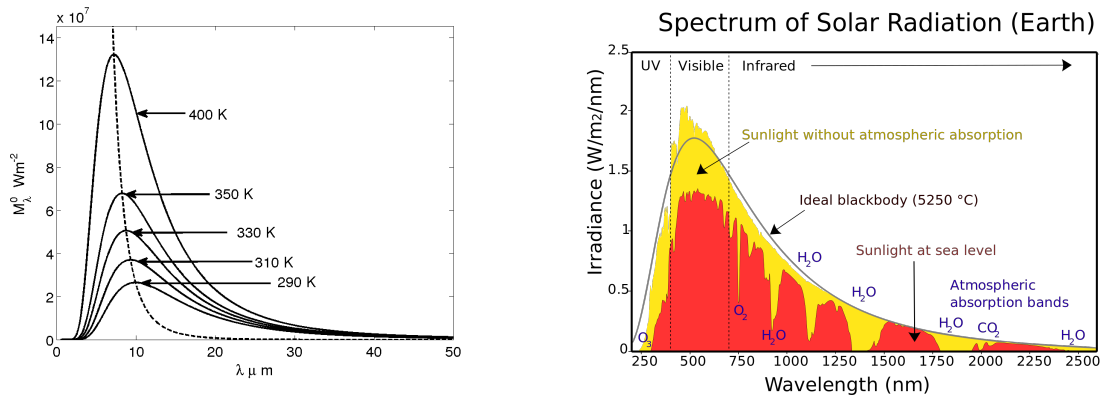 x 10⁷
14
12
10
8
6
4
2
0
M⁰λ Wm⁻²
400 K
350 K
330 K
310 K
290 K
0
10
20
30
40
50
λ μ m
Spectrum of Solar Radiation (Earth)
2.5
2
1.5
1
0.5
0
Irradiance (W/m2/nm)
UV
Visible
Infrared
Sunlight without atmospheric absorption
Ideal blackbody (5250 °C)
Sunlight at sea level
H₂O
H₂O
Atmospheric
absorption bands
O₃
O₂
H₂O
H₂O
CO₂
H₂O
250
500
750
1000
1250
1500
1750
2000
2250
2500
Wavelength (nm)